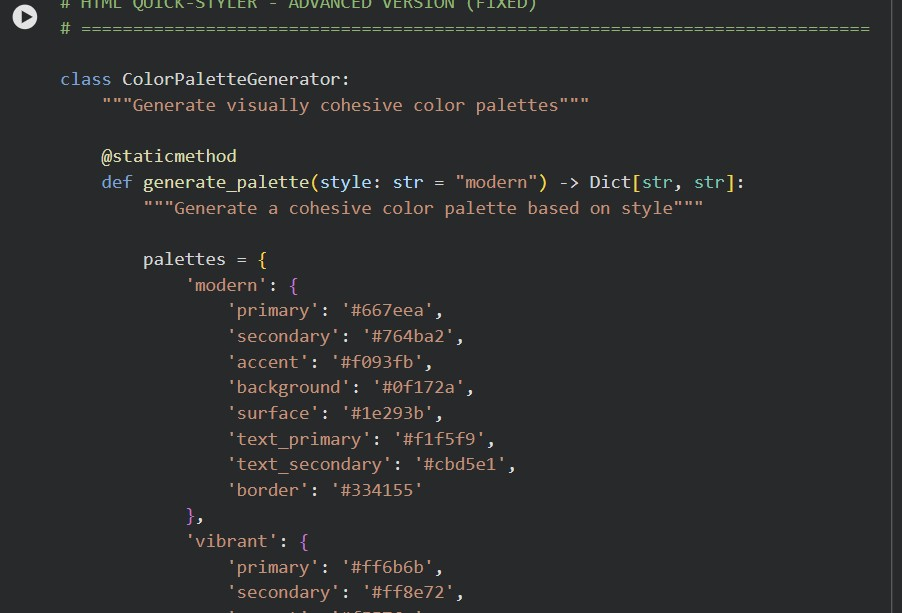 # HTML QUICK-STYLER - ADVANCED VERSION (FIXED)
# ============================================================================
class ColorPaletteGenerator:
"""Generate visually cohesive color palettes"""
@staticmethod
def generate_palette(style: str = "modern") -> Dict[str, str]:
"""Generate a cohesive color palette based on style"""
palettes = {
'modern': {
'primary': '#667eea',
'secondary': '#764ba2',
'accent': '#f093fb',
'background': '#0f172a',
'surface': '#1e293b',
'text_primary': '#f1f5f9',
'text_secondary': '#cbd5e1',
'border': '#334155'
},
'vibrant': {
'primary': '#ff6b6b',
'secondary': '#ff8e72',